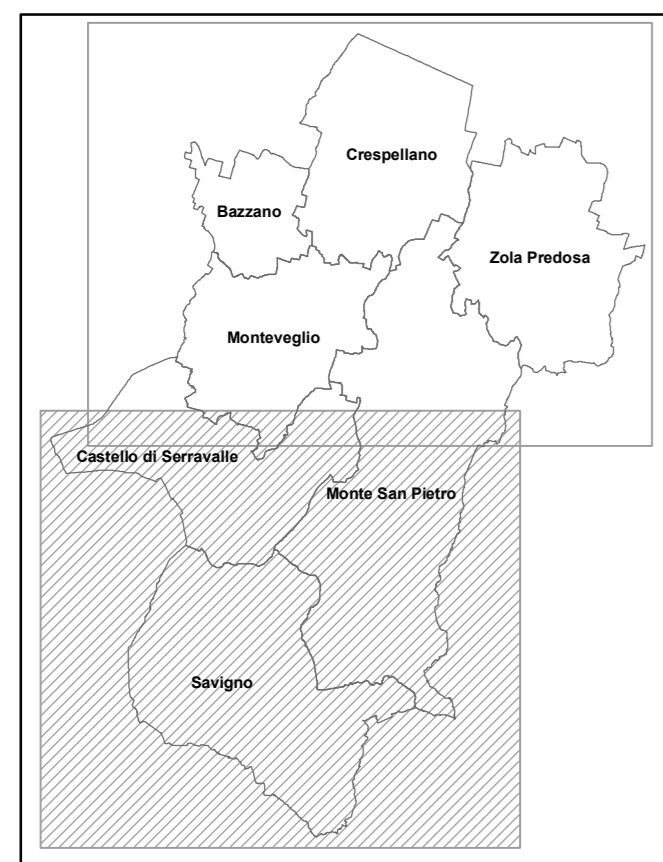 Crespellano
Bazzano
Zola Predosa
Monteveglio
Castello di Serravalle
Monte San Pietro
Savigno